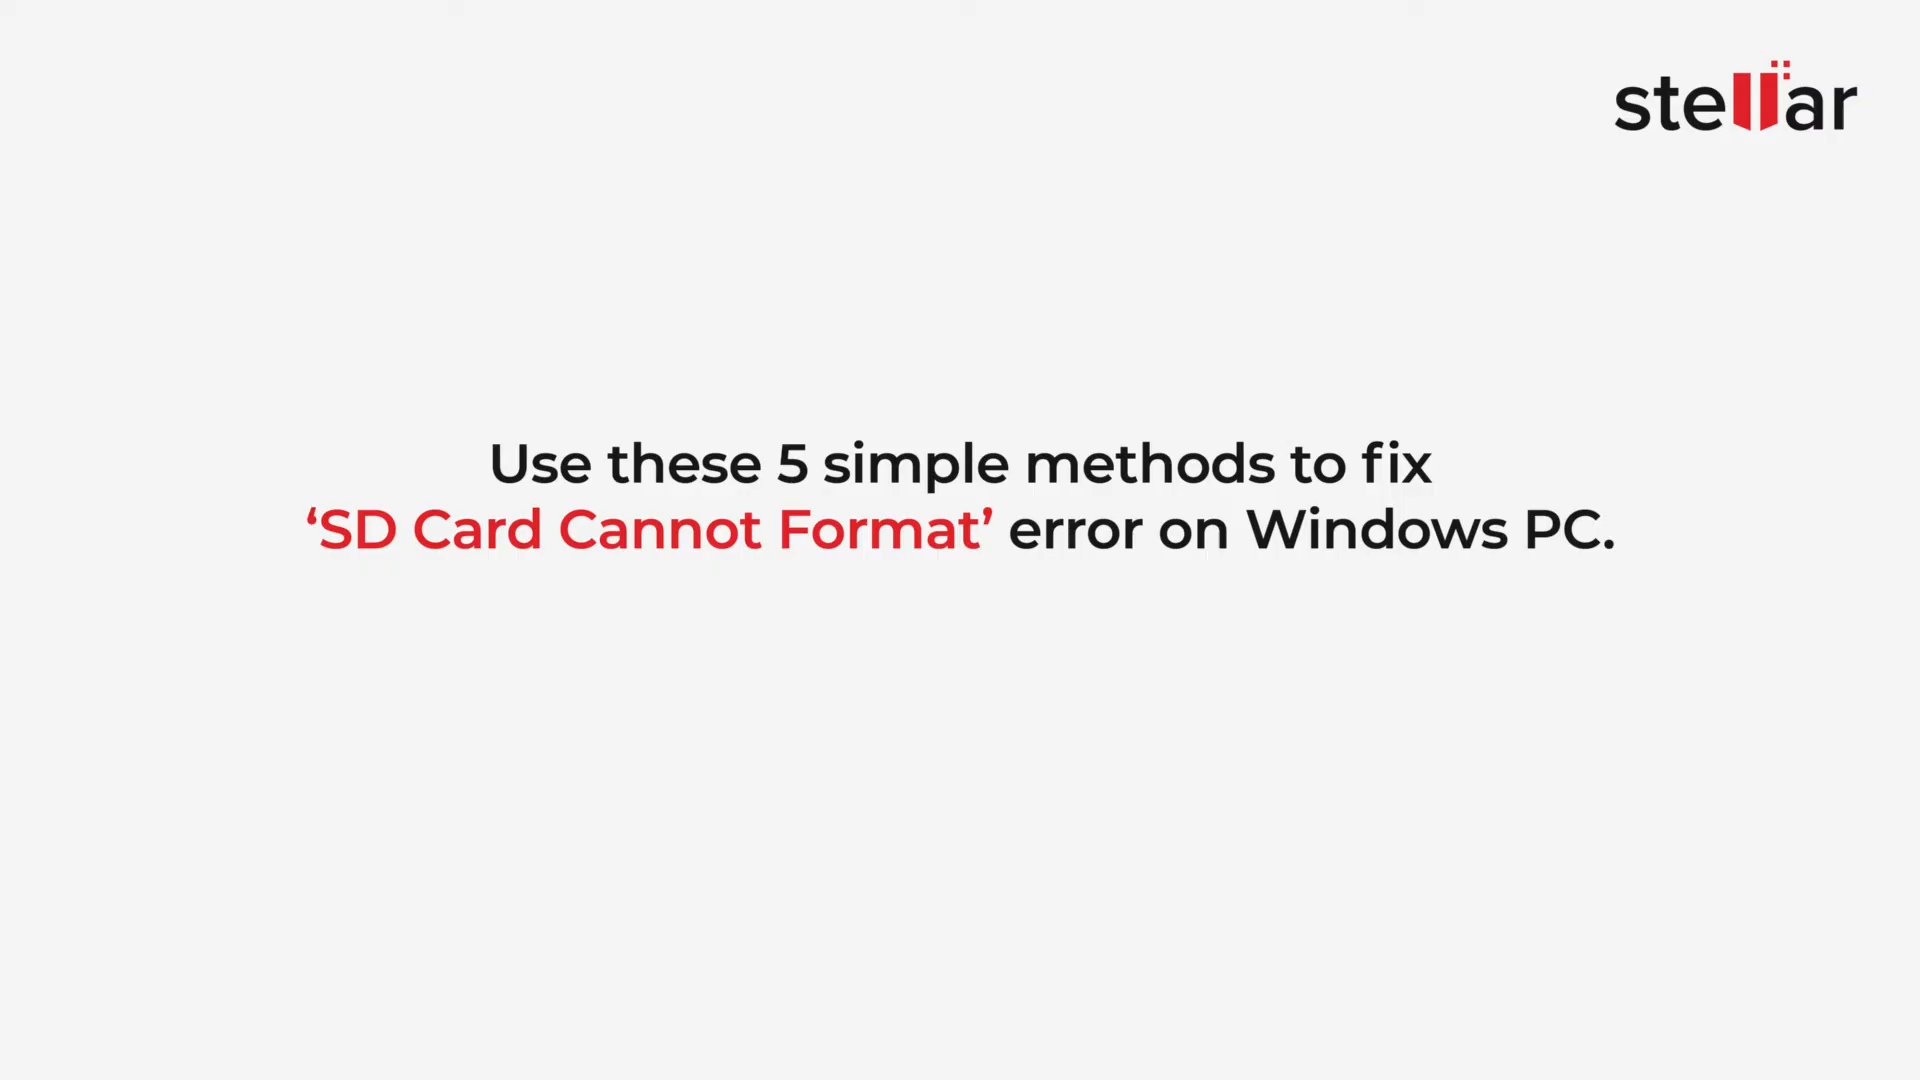 stellar
Use these 5 simple methods to fix
‘SD Card Cannot Format’ error on Windows PC.